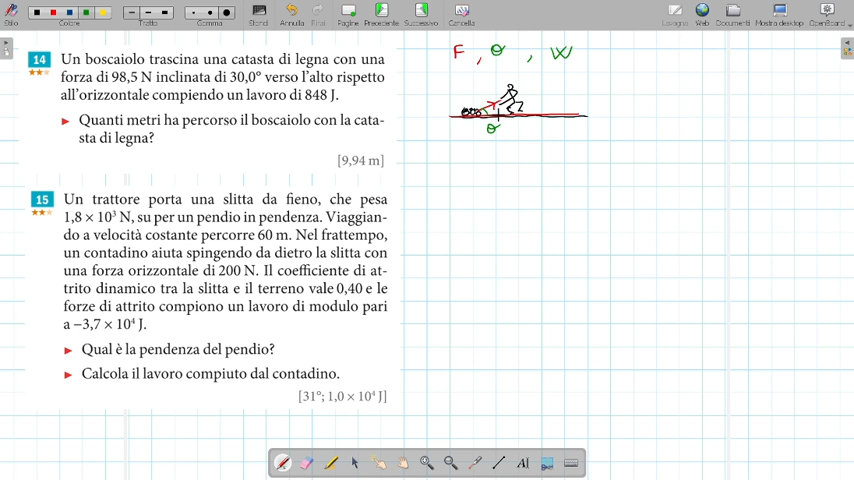 Stilo
Colore
Tratto
Gomma
Sfondi
Annulla
Rifai
Pagine
Precedente
Successivo
Cancella
Lavagna
Web
Documenti
Mostra desktop
OpenBoard
F , θ , W
14 Un boscaiolo trascina una catasta di legna con una
forza di 98,5 N inclinata di 30,0° verso l'alto rispetto
all'orizzontale compiendo un lavoro di 848 J.
► Quanti metri ha percorso il boscaiolo con la cata-
sta di legna?
[9,94 m]
θ
15 Un trattore porta una slitta da fieno, che pesa
1,8 × 10³ N, su per un pendio in pendenza. Viaggian-
do a velocità costante percorre 60 m. Nel frattempo,
un contadino aiuta spingendo da dietro la slitta con
una forza orizzontale di 200 N. Il coefficiente di at-
trito dinamico tra la slitta e il terreno vale 0,40 e le
forze di attrito compiono un lavoro di modulo pari
a −3,7 × 10⁴ J.
► Qual è la pendenza del pendio?
► Calcola il lavoro compiuto dal contadino.
[31°; 1,0 × 10⁴ J]